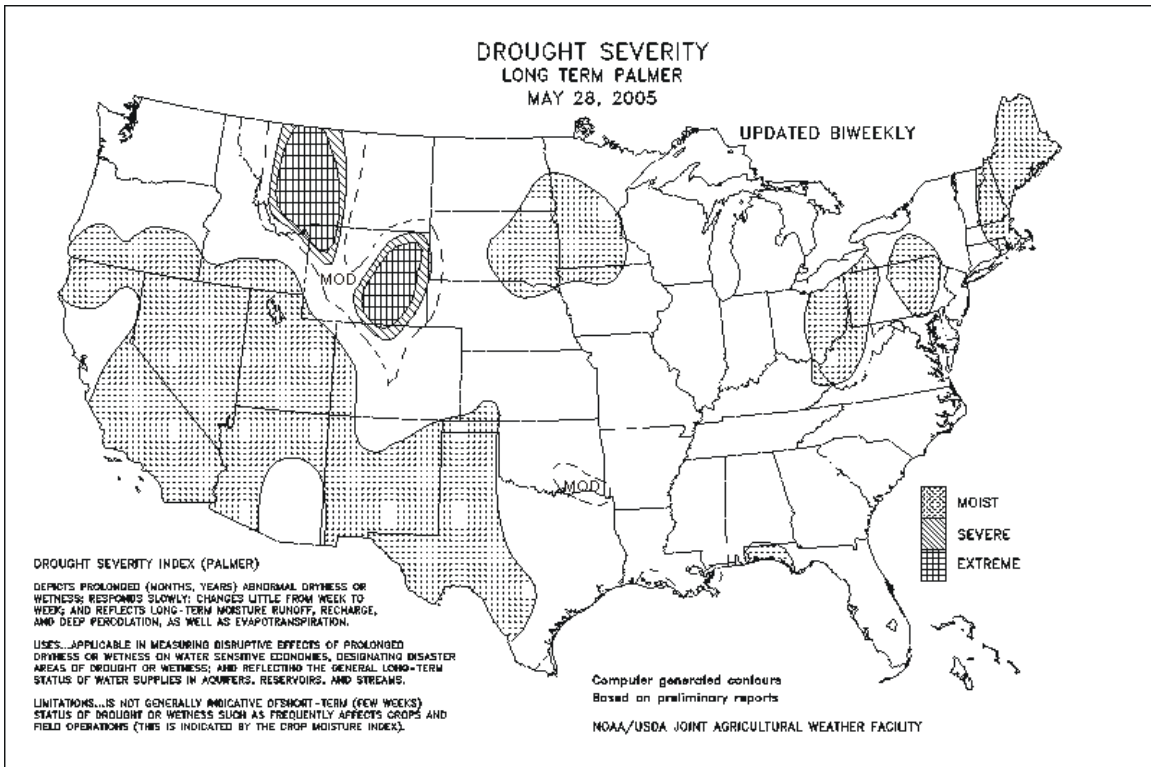 DROUGHT SEVERITY
LONG TERM PALMER
MAY 28, 2005
UPDATED BIWEEKLY
MOD
MOD
MOIST
SEVERE
EXTREME
DROUGHT SEVERITY INDEX (PALMER)
DEPICTS PROLONGED (MONTHS, YEARS) ABNORMAL DRYNESS OR
WETNESS; RESPONDS SLOWLY; CHANGES LITTLE FROM WEEK TO
WEEK; AND REFLECTS LONG-TERM MOISTURE RUNOFF, RECHARGE,
AND DEEP PERCOLATION, AS WELL AS EVAPOTRANSPIRATION.
USES...APPLICABLE IN MEASURING DISRUPTIVE EFFECTS OF PROLONGED
DRYNESS OR WETNESS ON WATER SENSITIVE ECONOMIES, DESIGNATING DISASTER
AREAS OF DROUGHT OR WETNESS; AND REFLECTING THE GENERAL LONG-TERM
STATUS OF WATER SUPPLIES IN AQUIFERS, RESERVOIRS, AND STREAMS.
LIMITATIONS...IS NOT GENERALLY INDICATIVE OFSHORT-TERM (FEW WEEKS)
STATUS OF DROUGHT OR WETNESS SUCH AS FREQUENTLY AFFECTS CROPS AND
FIELD OPERATIONS (THIS IS INDICATED BY THE CROP MOISTURE INDEX).
Computer generated contours
Based on preliminary reports
NOAA/USDA JOINT AGRICULTURAL WEATHER FACILITY